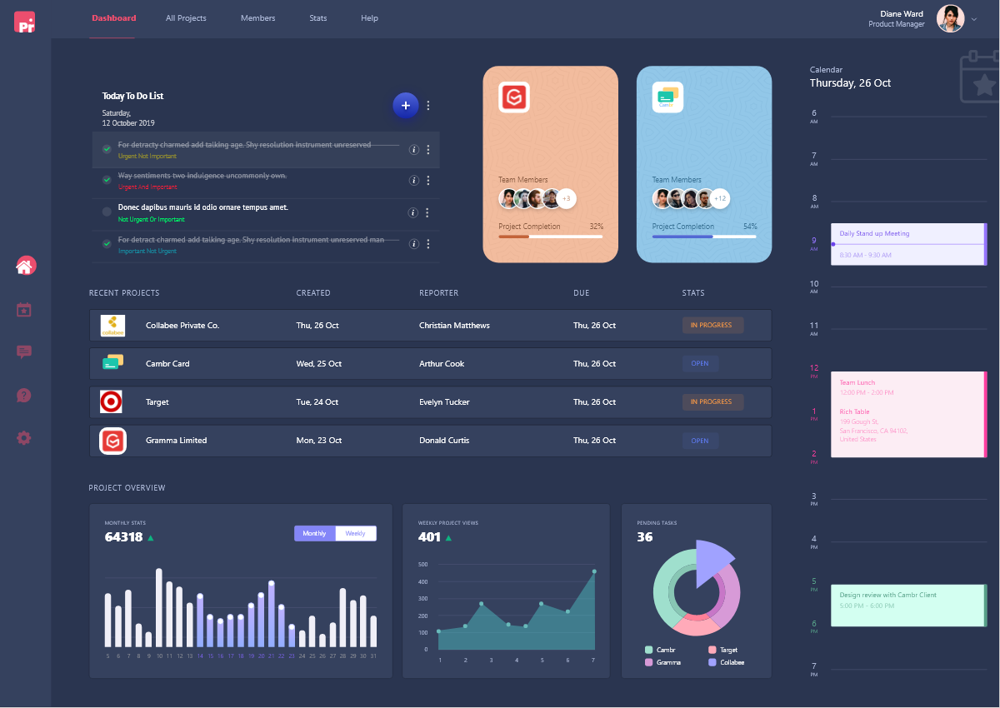 Pr
Dashboard
All Projects
Members
Stats
Help
Diane Ward
Product Manager
Today To Do List
Saturday,
12 October 2019
+
For detracty charmed add talking age. Shy resolution instrument unreserved
Urgent Not Important
Way sentiments two indulgence uncommonly own.
Urgent And Important
Donec dapibus mauris id odio ornare tempus amet.
Not Urgent Or Important
For detract charmed add talking age. Shy resolution instrument unreserved man
Important Not Urgent
Team Members
+3
Project Completion 32%
Cambr
Team Members
+12
Project Completion 54%
Calendar
Thursday, 26 Oct
6
AM
7
AM
8
AM
9
AM
Daily Stand up Meeting
8:30 AM - 9:30 AM
10
AM
11
AM
12
PM
Team Lunch
12:00 PM - 2:00 PM
1
PM
Rich Table
199 Gough St,
San Francisco, CA 94102,
United States
2
PM
3
PM
4
PM
5
PM
Design review with Cambr Client
5:00 PM - 6:00 PM
6
PM
7
PM
RECENT PROJECTS CREATED REPORTER DUE STATS
collabee Collabee Private Co. Thu, 26 Oct Christian Matthews Thu, 26 Oct IN PROGRESS
Cambr Card Wed, 25 Oct Arthur Cook Thu, 26 Oct OPEN
Target Tue, 24 Oct Evelyn Tucker Thu, 26 Oct IN PROGRESS
Gramma Limited Mon, 23 Oct Donald Curtis Thu, 26 Oct OPEN
PROJECT OVERVIEW
MONTHLY STATS
64318
Monthly Weekly
5 6 7 8 9 10 11 12 13 14 15 16 17 18 19 20 21 22 23 24 25 26 27 28 29 30 31
WEEKLY PROJECT VIEWS
401
500
400
300
200
100
0
1 2 3 4 5 6 7
PENDING TASKS
36
Cambr Target
Gramma Collabee